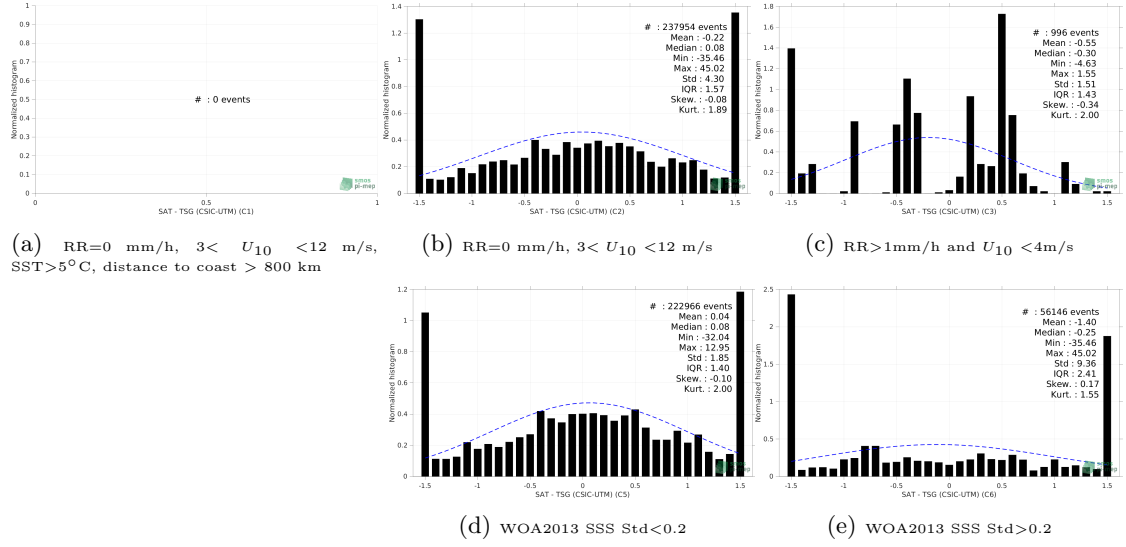 1
0.9
0.8
0.7
0.6
0.5
0.4
0.3
0.2
0.1
0
0
0.5
1
Normalized histogram
# : 0 events
SAT - TSG (CSIC-UTM) (C1)
smos
pi-mep
(a) RR=0 mm/h, 3< U10 <12 m/s,
SST>5°C, distance to coast > 800 km
1.4
1.2
1
0.8
0.6
0.4
0.2
0
-1.5
-1
-0.5
0
0.5
1
1.5
Normalized histogram
# : 237954 events
Mean : -0.22
Median : 0.08
Min : -35.46
Max : 45.02
Std : 4.30
IQR : 1.57
Skew. : -0.08
Kurt. : 1.89
SAT - TSG (CSIC-UTM) (C2)
smos
pi-mep
(b) RR=0 mm/h, 3< U10 <12 m/s
1.8
1.6
1.4
1.2
1
0.8
0.6
0.4
0.2
0
-1.5
-1
-0.5
0
0.5
1
1.5
Normalized histogram
# : 996 events
Mean : -0.55
Median : -0.30
Min : -4.63
Max : 1.55
Std : 1.51
IQR : 1.43
Skew. : -0.34
Kurt. : 2.00
SAT - TSG (CSIC-UTM) (C3)
smos
pi-mep
(c) RR>1mm/h and U10 <4m/s
1.2
1
0.8
0.6
0.4
0.2
0
-1.5
-1
-0.5
0
0.5
1
1.5
Normalized histogram
# : 222966 events
Mean : 0.04
Median : 0.08
Min : -32.04
Max : 12.95
Std : 1.85
IQR : 1.40
Skew. : -0.10
Kurt. : 2.00
SAT - TSG (CSIC-UTM) (C5)
smos
pi-mep
(d) WOA2013 SSS Std<0.2
2.5
2
1.5
1
0.5
0
-1.5
-1
-0.5
0
0.5
1
1.5
Normalized histogram
# : 56146 events
Mean : -1.40
Median : -0.25
Min : -35.46
Max : 45.02
Std : 9.36
IQR : 2.41
Skew. : 0.17
Kurt. : 1.55
SAT - TSG (CSIC-UTM) (C6)
smos
pi-mep
(e) WOA2013 SSS Std>0.2